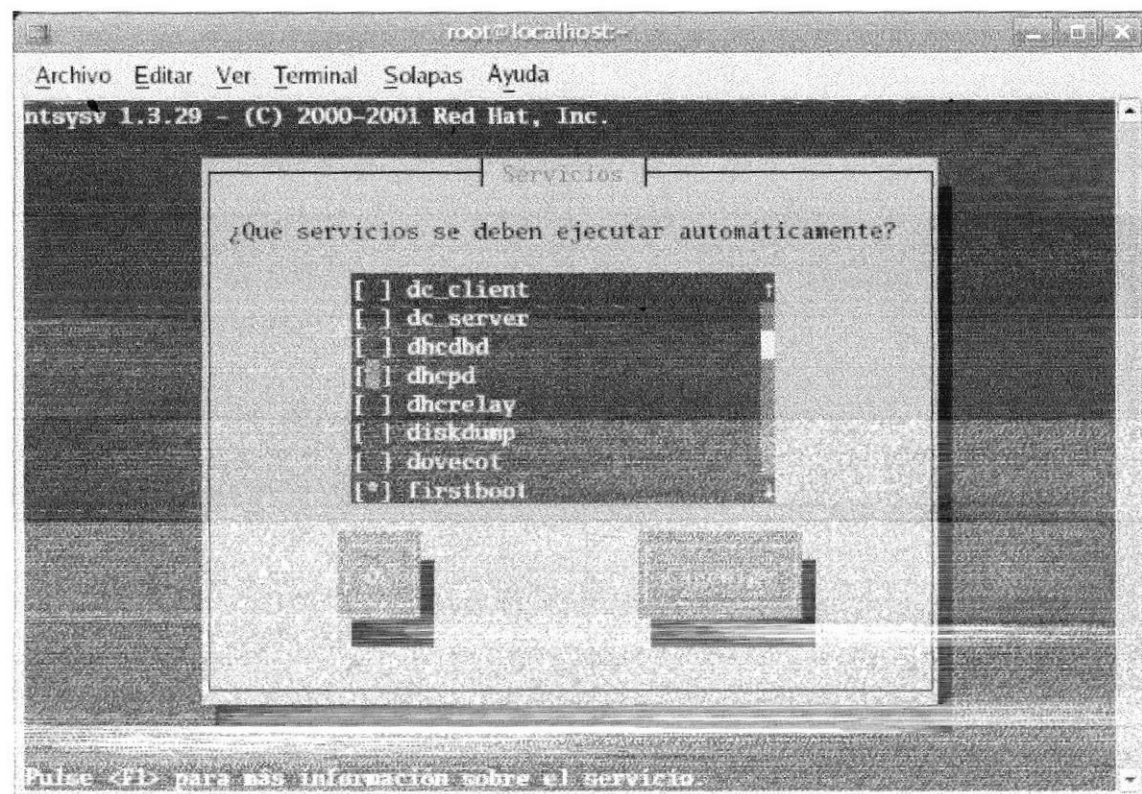 root@localhost:~
Archivo Editar Ver Terminal Solapas Ayuda
ntsysv 1.3.29 - (C) 2000-2001 Red Hat, Inc.
Servicios
¿Qué servicios se deben ejecutar automáticamente?
[ ] dc_client
[ ] dc_server
[ ] dhcdbd
[ ] dhcpd
[ ] dhcrelay
[ ] diskdump
[ ] dovecot
[*] firstboot
Pulse <F1> para más información sobre el servicio.